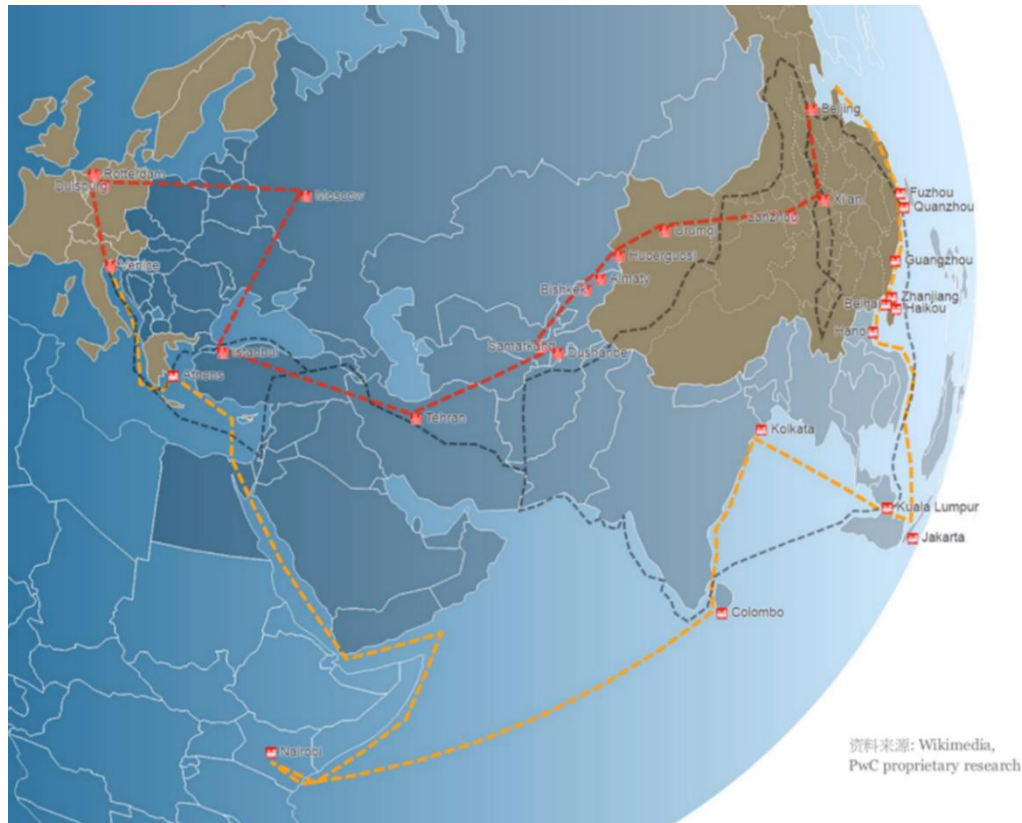 Beijing
Rotterdam
Duisburg
Moscow
Fuzhou
Xi'an
Quanzhou
Lanzhou
Urumqi
Huoerguosi
Guangzhou
Venice
Almaty
Bishkek
Zhanjiang
Beihai
Haikou
Hanoi
Samarkand
Istanbul
Dushanbe
Athens
Tehran
Kolkata
Kuala Lumpur
Jakarta
Colombo
Nairobi
资料来源: Wikimedia,
PwC proprietary research